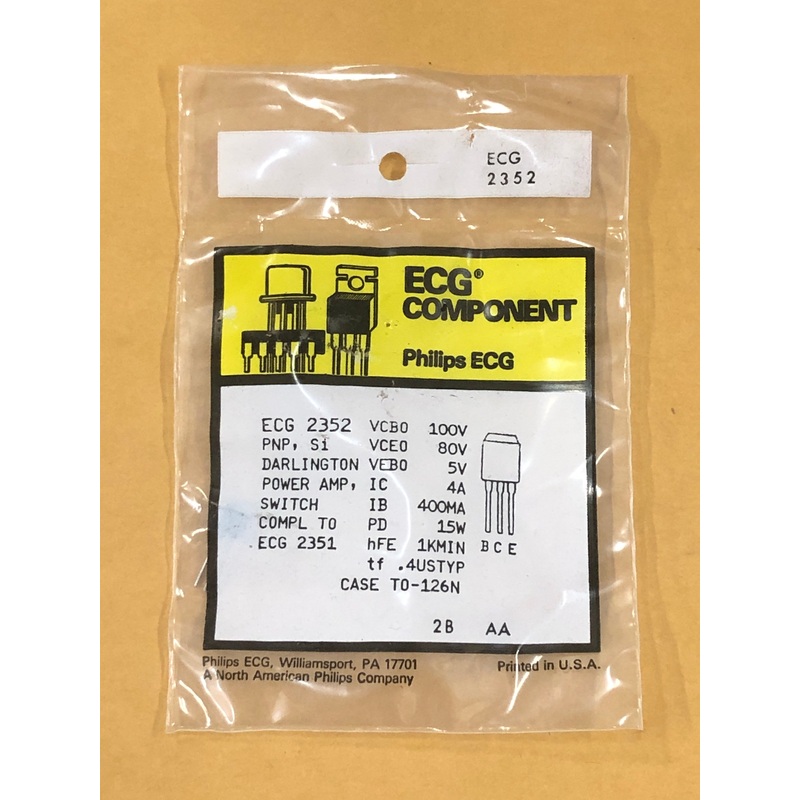 ECG
2352
ECG®
COMPONENT
Philips ECG
ECG 2352 VCBO 100V
PNP, Si VCEO 80V
DARLINGTON VEBO 5V
POWER AMP, IC 4A
SWITCH IB 400MA
COMPL TO PD 15W
ECG 2351 hFE 1KMIN
tf .4USTYP
CASE TO-126N
B C E
2B AA
Philips ECG, Williamsport, PA 17701
A North American Philips Company
Printed in U.S.A.